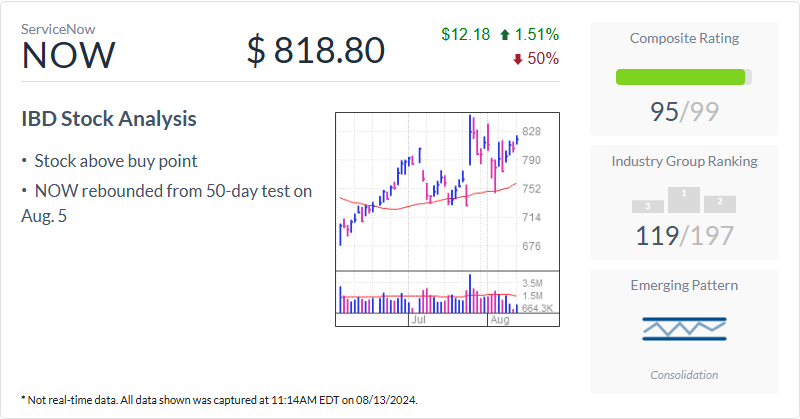 ServiceNow
NOW
$ 818.80
$12.18 1.51%
50%
IBD Stock Analysis
• Stock above buy point
• NOW rebounded from 50-day test on
Aug. 5
828
790
752
714
676
3.5M
1.5M
664.3K
Jul
Aug
Composite Rating
95/99
Industry Group Ranking
3
1
2
119/197
Emerging Pattern
Consolidation
* Not real-time data. All data shown was captured at 11:14AM EDT on 08/13/2024.